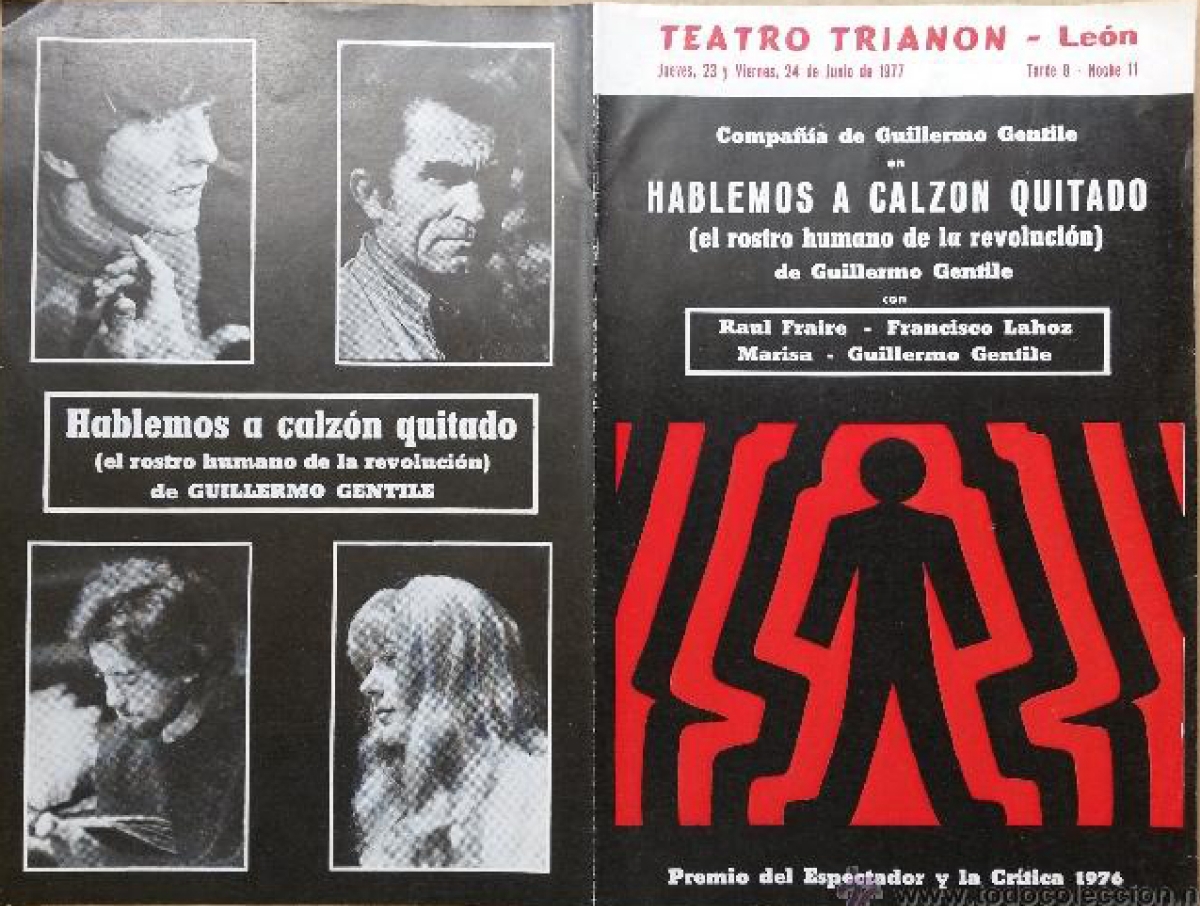 Hablemos a calzón quitado
(el rostro humano de la revolución)
de GUILLERMO GENTILE
TEATRO TRIANON - León
Jueves, 23 y Viernes, 24 de Junio de 1977 Tarde 8 - Noche 11
Compañía de Guillermo Gentile
en
HABLEMOS A CALZON QUITADO
(el rostro humano de la revolución)
de Guillermo Gentile
con
Raul Fraire - Francisco Lahoz
Marisa - Guillermo Gentile
Premio del Espectador y la Crítica 1976
www.todocoleccion.n